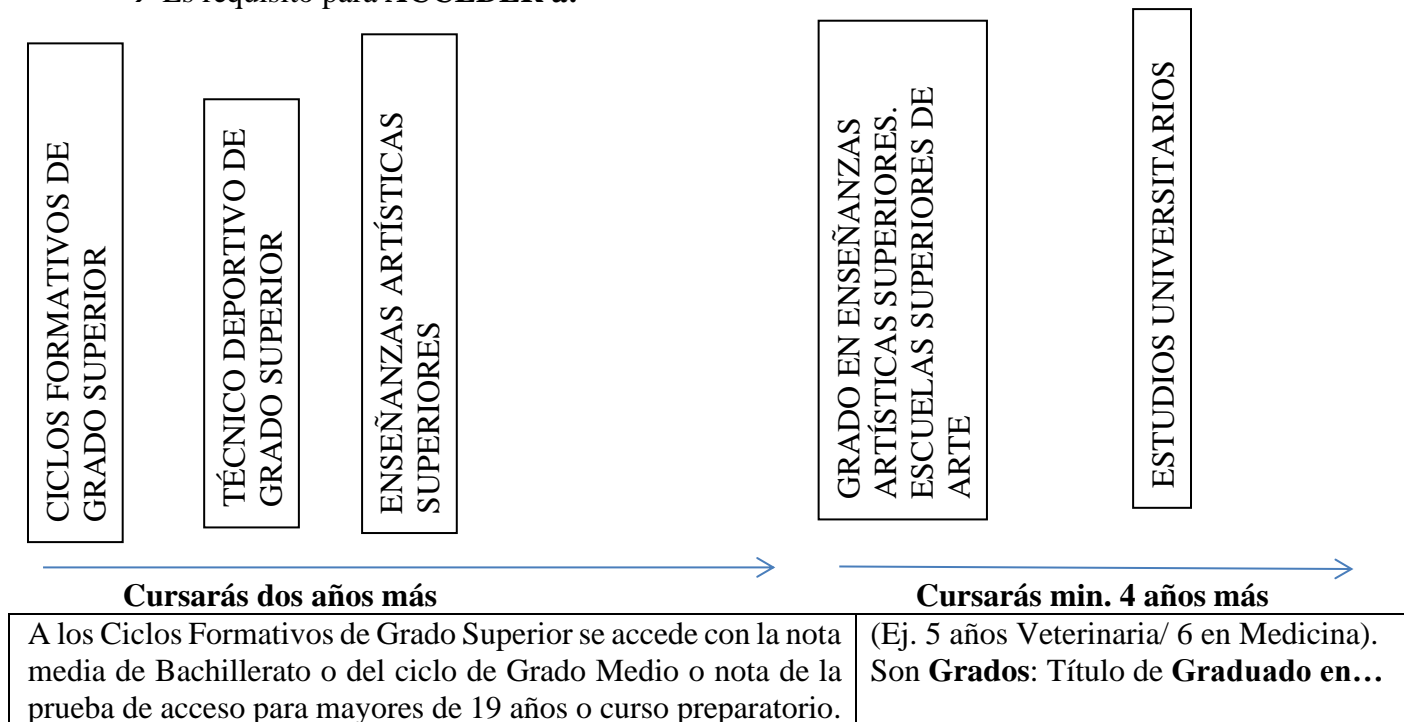 CICLOS FORMATIVOS DE
GRADO SUPERIOR
TÉCNICO DEPORTIVO DE
GRADO SUPERIOR
ENSEÑANZAS ARTÍSTICAS
SUPERIORES
GRADO EN ENSEÑANZAS
ARTÍSTICAS SUPERIORES.
ESCUELAS SUPERIORES DE
ARTE
ESTUDIOS UNIVERSITARIOS
Cursarás dos años más
Cursarás min. 4 años más
A los Ciclos Formativos de Grado Superior se accede con la nota
media de Bachillerato o del ciclo de Grado Medio o nota de la
prueba de acceso para mayores de 19 años o curso preparatorio.
(Ej. 5 años Veterinaria/ 6 en Medicina).
Son Grados: Título de Graduado en…